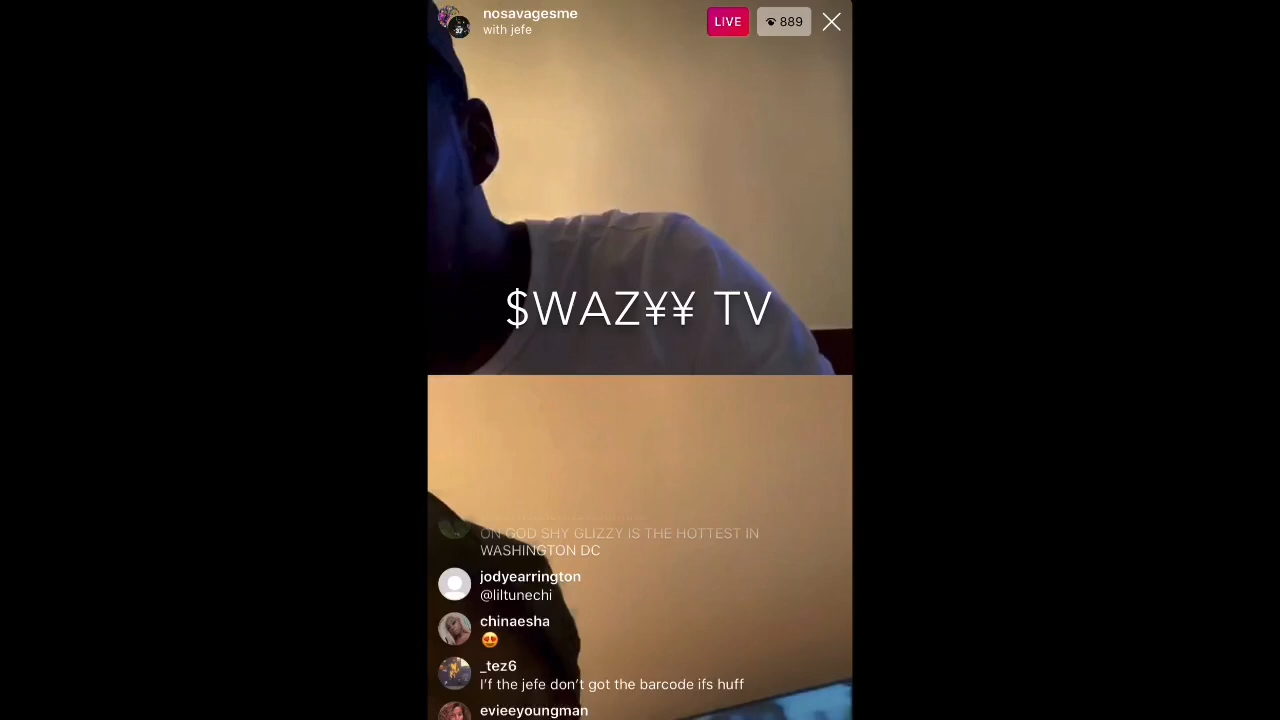 nosavagesme
with jefe
LIVE
889
37
$WAZ¥¥ TV
ON GOD SHY GLIZZY IS THE HOTTEST IN
WASHINGTON DC
jodyearrington
@liltunechi
chinaesha
😍
_tez6
I'f the jefe don't got the barcode ifs huff
evieeyoungman